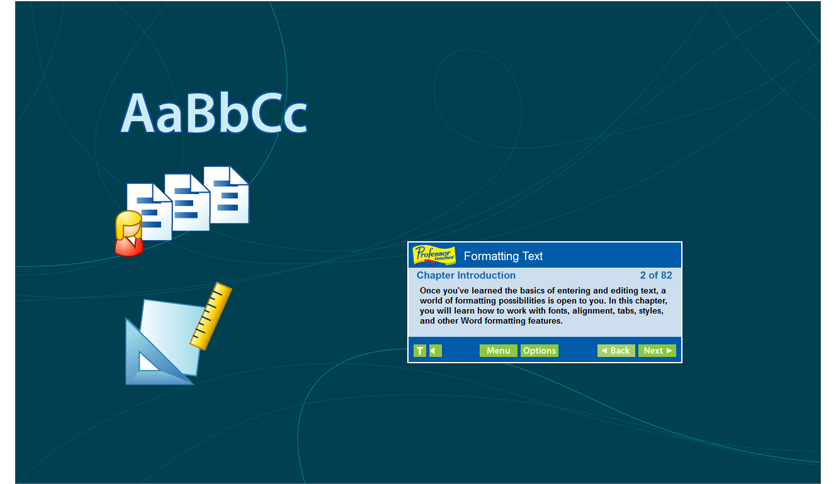 AaBbCc
Professor
Teaches
Formatting Text
Chapter Introduction 2 of 82
Once you've learned the basics of entering and editing text, a
world of formatting possibilities is open to you. In this chapter,
you will learn how to work with fonts, alignment, tabs, styles,
and other Word formatting features.
T Menu Options Back Next